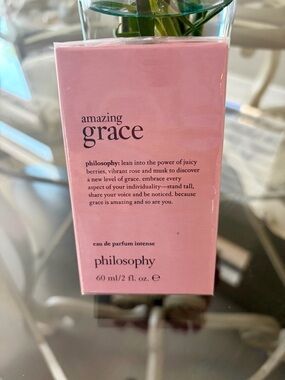 amazing
grace
philosophy: lean into the power of juicy
berries, vibrant rose and musk to discover
a new level of grace. embrace every
aspect of your individuality—stand tall,
share your voice and be noticed, because
grace is amazing and so are you.
eau de parfum intense
philosophy
60 ml/2 fl. oz. ℮